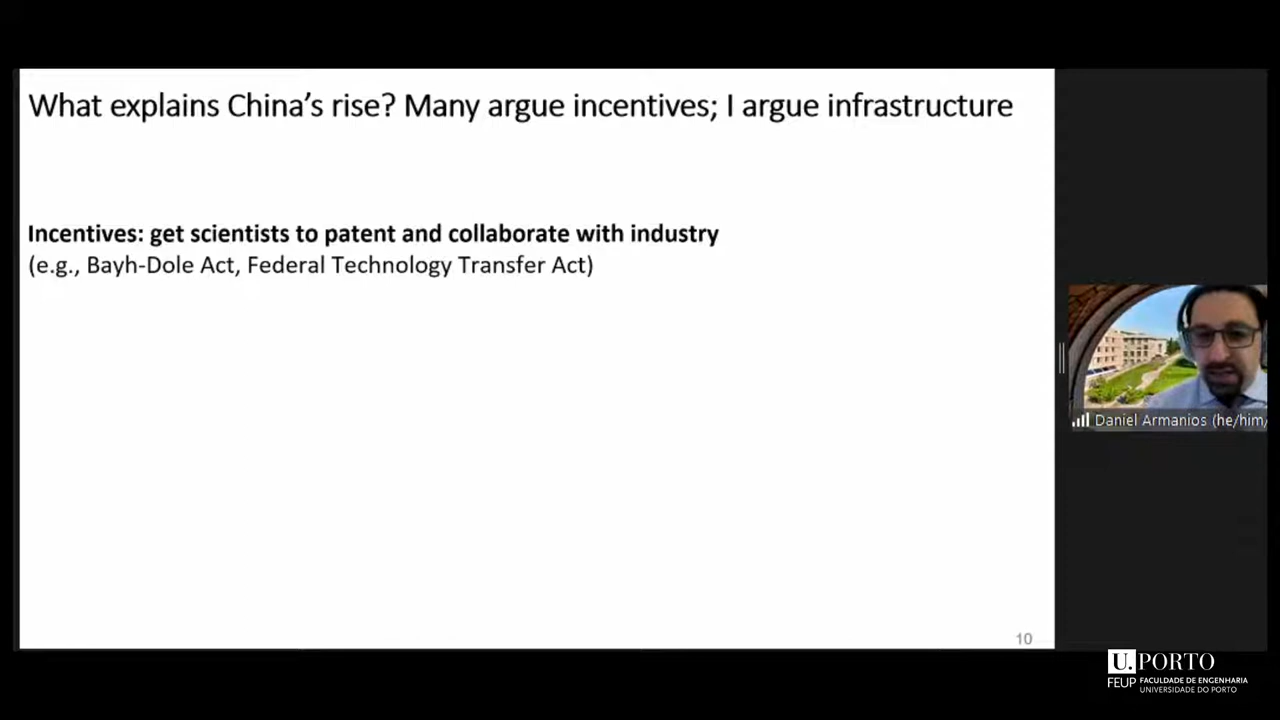 What explains China's rise? Many argue incentives; I argue infrastructure
Incentives: get scientists to patent and collaborate with industry
(e.g., Bayh-Dole Act, Federal Technology Transfer Act)
Daniel Armanios (he/him/
10
U. PORTO
FEUP FACULDADE DE ENGENHARIA
UNIVERSIDADE DO PORTO